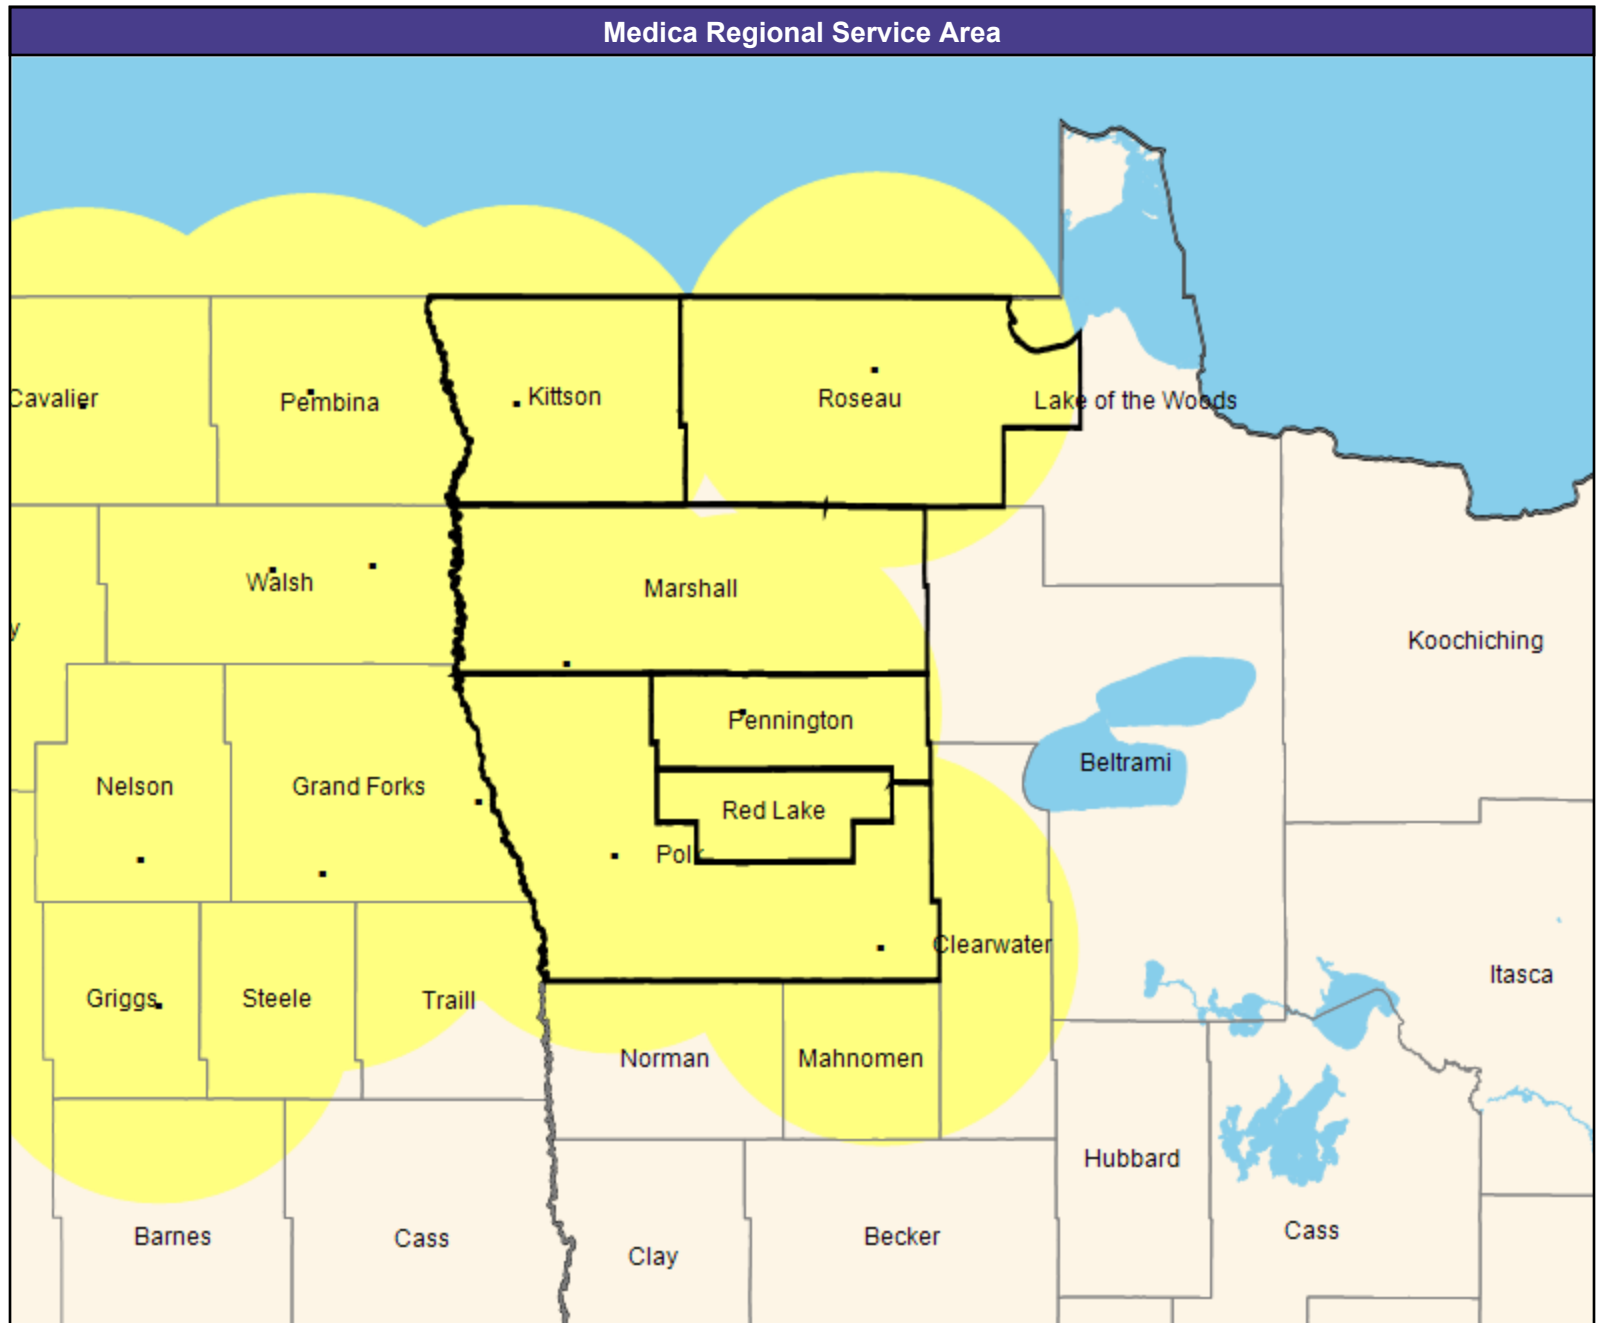 Medica Regional Service Area
Cavalier
Pembina
Kittson
Roseau
Lake of the Woods
Walsh
Marshall
y
Koochiching
Pennington
Nelson
Grand Forks
Beltrami
Red Lake
Polk
Clearwater
Griggs
Steele
Traill
Itasca
Norman
Mahnomen
Hubbard
Barnes
Cass
Clay
Becker
Cass